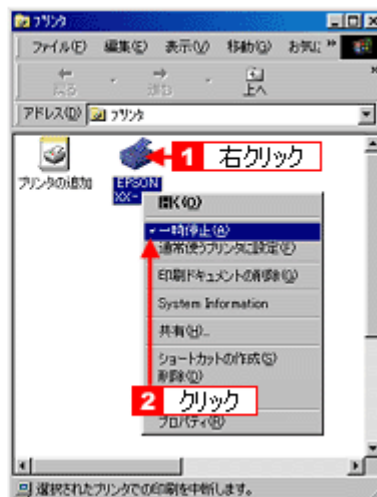 プリンタ
ファイル(F) 編集(E) 表示(V) 移動(G) お気に »
戻る 進む 上へ »
アドレス(D) プリンタ
1 右クリック
プリンタの追加
EPSON
XX-
開く(O)
一時停止(A)
通常使うプリンタに設定(E)
印刷ドキュメントの削除(G)
System Information
共有(H)...
ショートカットの作成(S)
削除(D)
2 クリック
プロパティ(R)
選択されたプリンタでの印刷を中断します。